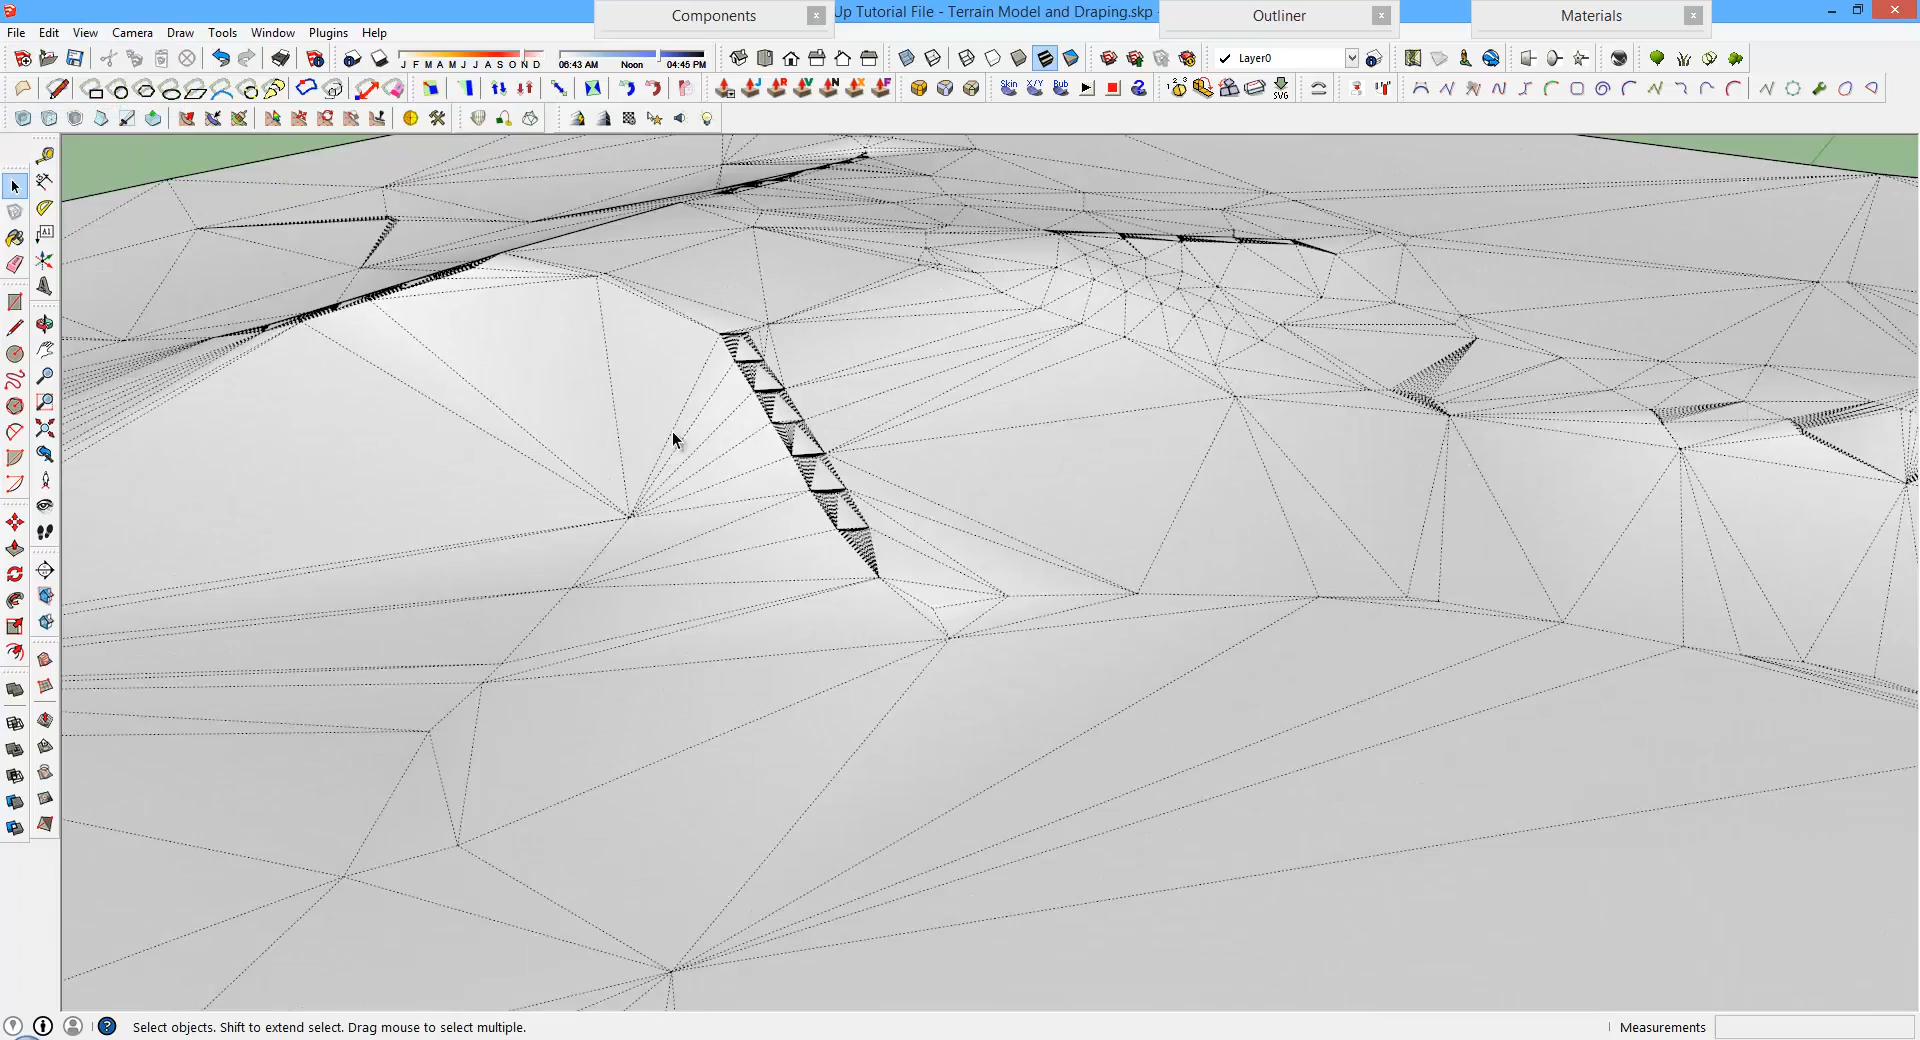 Components
Up Tutorial File - Terrain Model and Draping.skp
Outliner
Materials
File Edit View Camera Draw Tools Window Plugins Help
J F M A M J J A S O N D
06:43 AM Noon 04:45 PM
Layer0
J R V N X F
Skin X/Y Bub
SVG
A1
Select objects. Shift to extend select. Drag mouse to select multiple.
Measurements